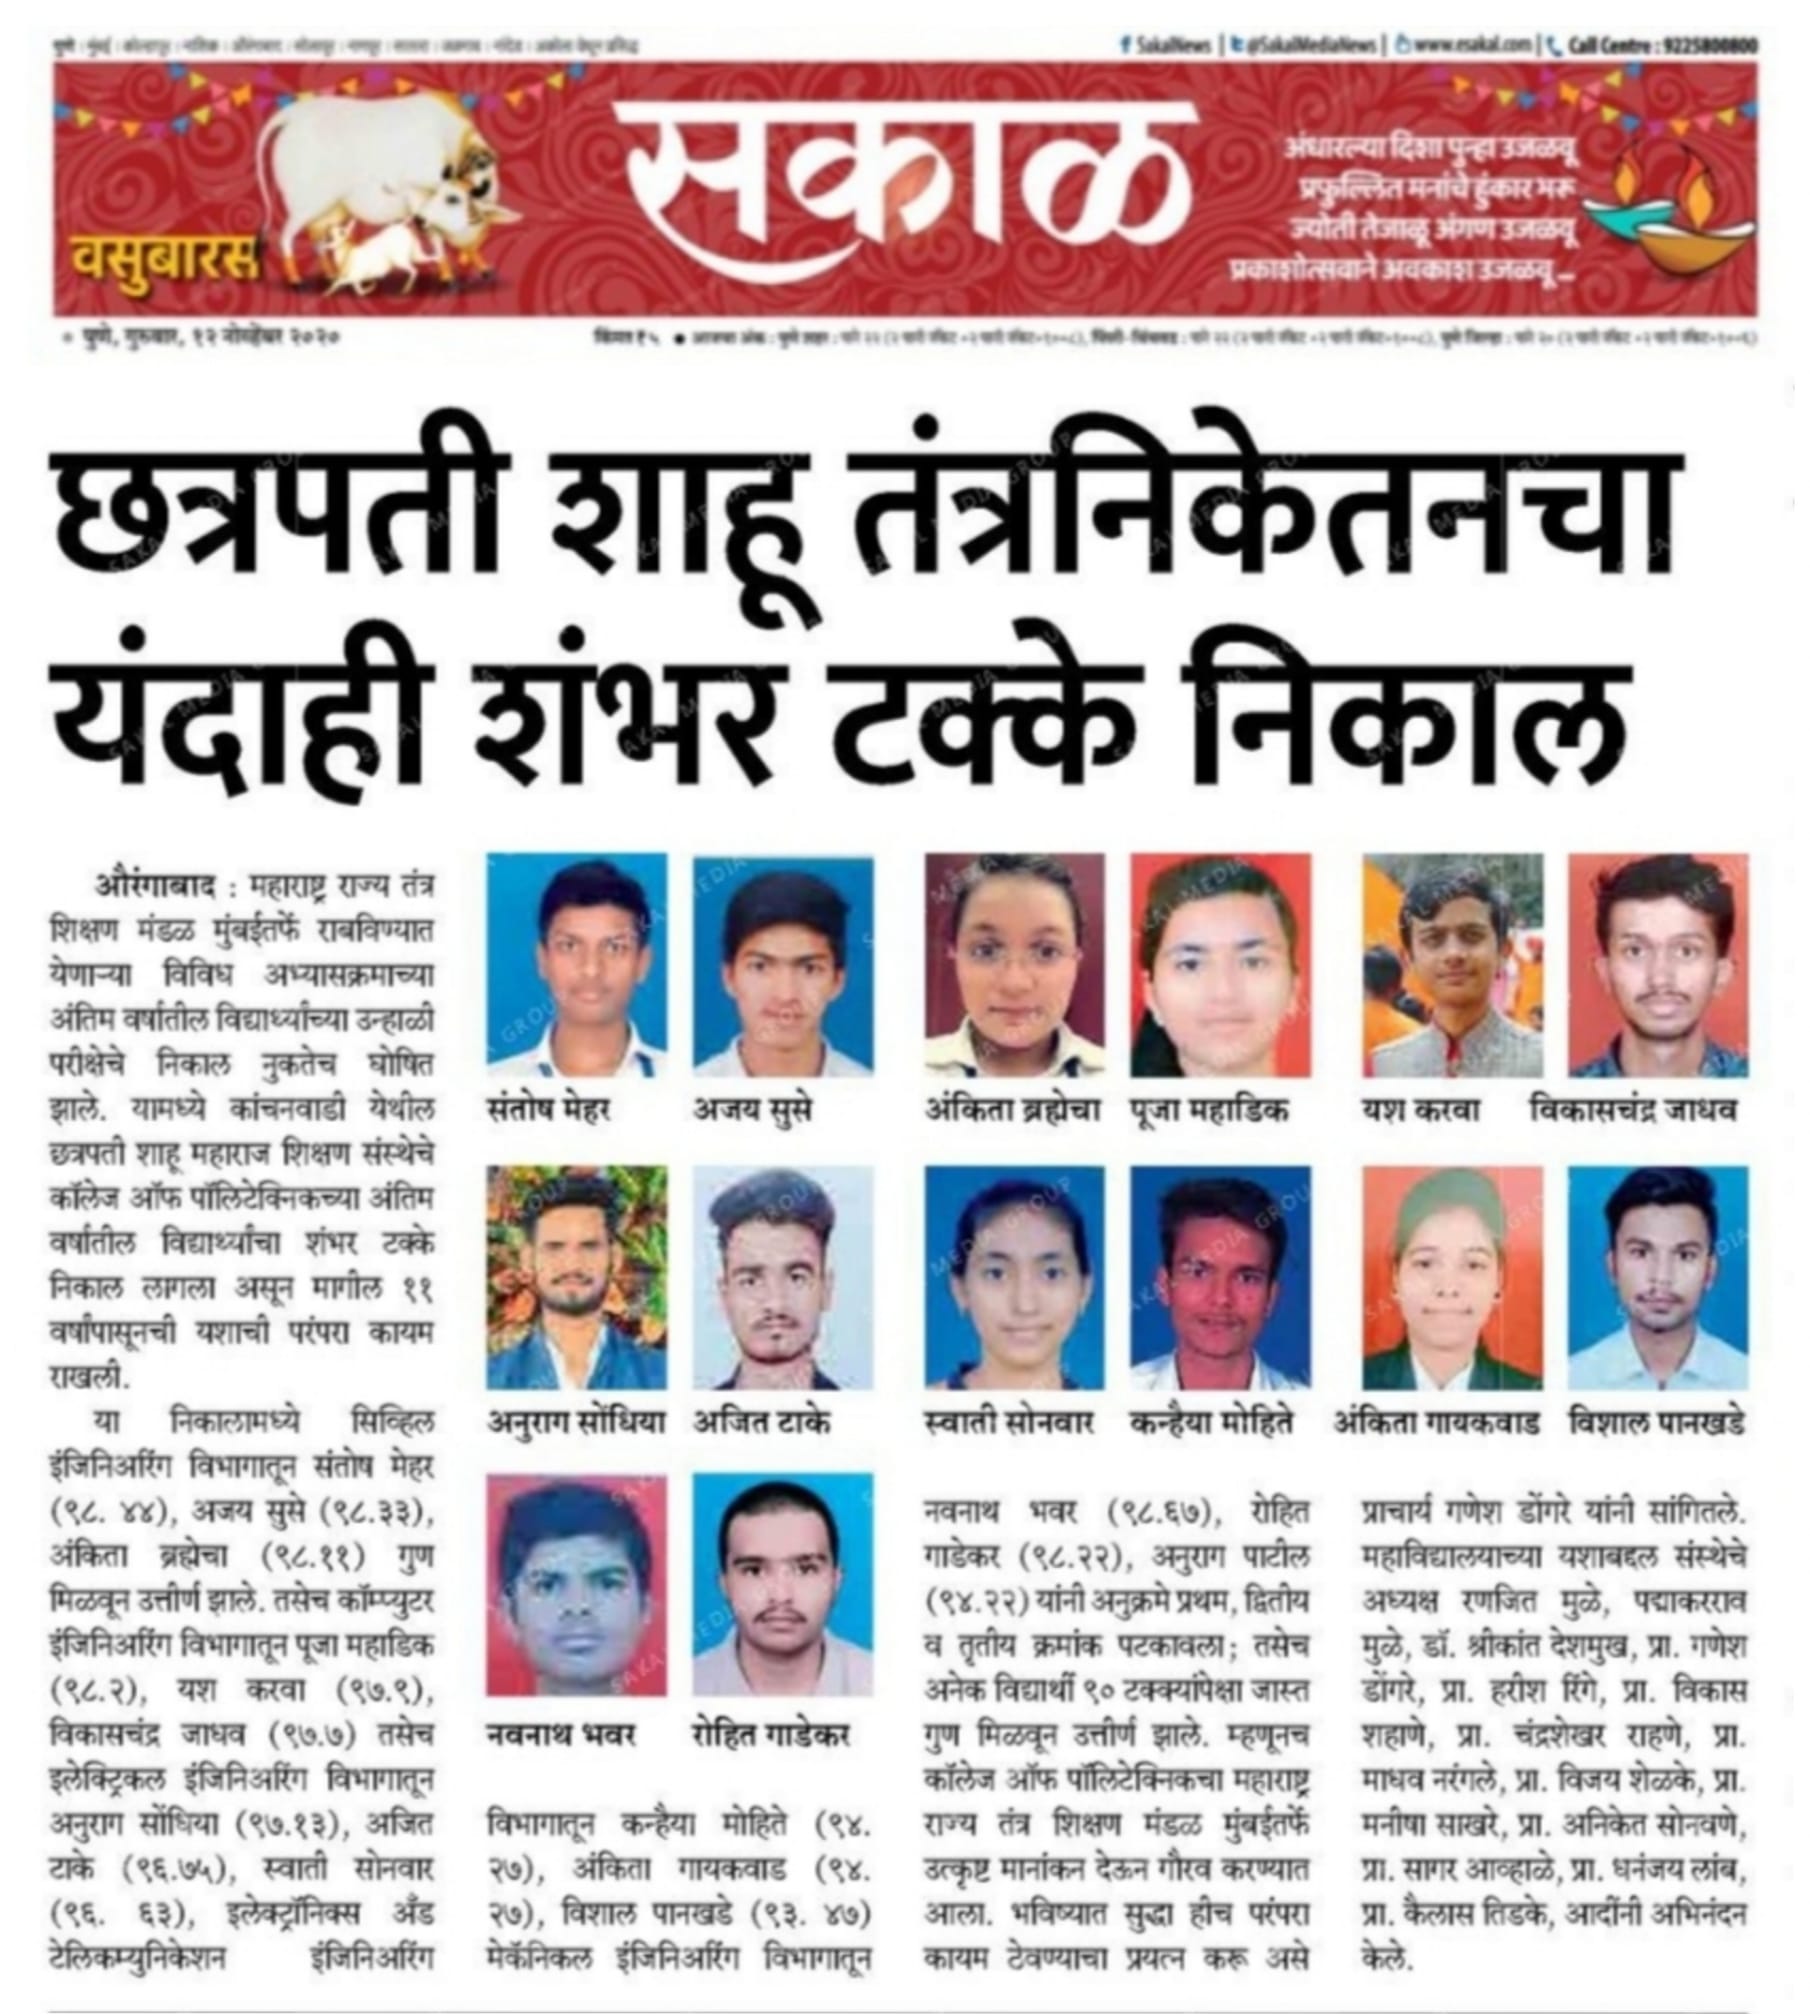 पुणे । मुंबई । कोल्हापूर । नाशिक । औरंगाबाद । सोलापूर । नागपूर । सातारा । जळगाव । नांदेड । अकोला येथून प्रसिद्ध
SakalNews | @SakalMediaNews | www.esakal.com | Call Centre : 9225800800
वसुबारस
सकाळ
अंधारल्या दिशा पुन्हा उजळवू
प्रफुल्लित मनांचे हुंकार भरू
ज्योती तेजाळू अंगण उजळवू
प्रकाशोत्सवाने अवकाश उजळवू...
पुणे, गुरुवार, १२ नोव्हेंबर २०२०
किंमत ₹५ ● आजचा अंक : पुणे शहर : पाने २२
छत्रपती शाहू तंत्रनिकेतनचा
यंदाही शंभर टक्के निकाल
औरंगाबाद : महाराष्ट्र राज्य तंत्र
शिक्षण मंडळ मुंबईतर्फे राबविण्यात
येणाऱ्या विविध अभ्यासक्रमाच्या
अंतिम वर्षातील विद्यार्थ्यांच्या उन्हाळी
परीक्षेचे निकाल नुकतेच घोषित
झाले. यामध्ये कांचनवाडी येथील
छत्रपती शाहू महाराज शिक्षण संस्थेचे
कॉलेज ऑफ पॉलिटेक्निकच्या अंतिम
वर्षातील विद्यार्थ्यांचा शंभर टक्के
निकाल लागला असून मागील ११
वर्षांपासूनची यशाची परंपरा कायम
राखली.
या निकालामध्ये सिव्हिल
इंजिनिअरिंग विभागातून संतोष मेहर
(९८. ४४), अजय सुसे (९८.३३),
अंकिता ब्रह्मेचा (९८.११) गुण
मिळवून उत्तीर्ण झाले. तसेच कॉम्प्युटर
इंजिनिअरिंग विभागातून पूजा महाडिक
(९८.२), यश करवा (९७.९),
विकासचंद्र जाधव (९७.७) तसेच
इलेक्ट्रिकल इंजिनिअरिंग विभागातून
अनुराग सोंधिया (९७.१३), अजित
टाके (९६.७५), स्वाती सोनवार
(९६. ६३), इलेक्ट्रॉनिक्स अँड
टेलिकम्युनिकेशन इंजिनिअरिंग
संतोष मेहर अजय सुसे अंकिता ब्रह्मेचा पूजा महाडिक यश करवा विकासचंद्र जाधव
अनुराग सोंधिया अजित टाके स्वाती सोनवार कन्हैया मोहिते अंकिता गायकवाड विशाल पानखडे
नवनाथ भवर रोहित गाडेकर
विभागातून कन्हैया मोहिते (९४.
२७), अंकिता गायकवाड (९४.
२७), विशाल पानखडे (९३. ४७)
मेकॅनिकल इंजिनिअरिंग विभागातून
नवनाथ भवर (९८.६७), रोहित
गाडेकर (९८.२२), अनुराग पाटील
(९४.२२) यांनी अनुक्रमे प्रथम, द्वितीय
व तृतीय क्रमांक पटकावला; तसेच
अनेक विद्यार्थी ९० टक्क्यांपेक्षा जास्त
गुण मिळवून उत्तीर्ण झाले. म्हणूनच
कॉलेज ऑफ पॉलिटेक्निकचा महाराष्ट्र
राज्य तंत्र शिक्षण मंडळ मुंबईतर्फे
उत्कृष्ट मानांकन देऊन गौरव करण्यात
आला. भविष्यात सुद्धा हीच परंपरा
कायम टेवण्याचा प्रयत्न करू असे
प्राचार्य गणेश डोंगरे यांनी सांगितले.
महाविद्यालयाच्या यशाबद्दल संस्थेचे
अध्यक्ष रणजित मुळे, पद्माकरराव
मुळे, डॉ. श्रीकांत देशमुख, प्रा. गणेश
डोंगरे, प्रा. हरीश रिंगे, प्रा. विकास
शहाणे, प्रा. चंद्रशेखर राहणे, प्रा.
माधव नरंगले, प्रा. विजय शेळके, प्रा.
मनीषा साखरे, प्रा. अनिकेत सोनवणे,
प्रा. सागर आव्हाळे, प्रा. धनंजय लांब,
प्रा. कैलास तिडके, आदींनी अभिनंदन
केले.